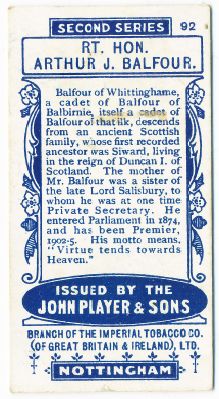 SECOND SERIES 92
RT. HON.
ARTHUR J. BALFOUR.
Balfour of Whittinghame,
a cadet of Balfour of
Balbirnie, itself a cadet of
Balfour of that ilk, descends
from an ancient Scottish
family, whose first recorded
ancestor was Siward, living
in the reign of Duncan I. of
Scotland. The mother of
Mr. Balfour was a sister of
the late Lord Salisbury, to
whom he was at one time
Private Secretary. He
entered Parliament in 1874,
and has been Premier,
1902-5. His motto means,
"Virtue tends towards
Heaven."
ISSUED BY THE
JOHN PLAYER & SONS
BRANCH OF THE IMPERIAL TOBACCO CO.
(OF GREAT BRITAIN & IRELAND), LTD.
NOTTINGHAM